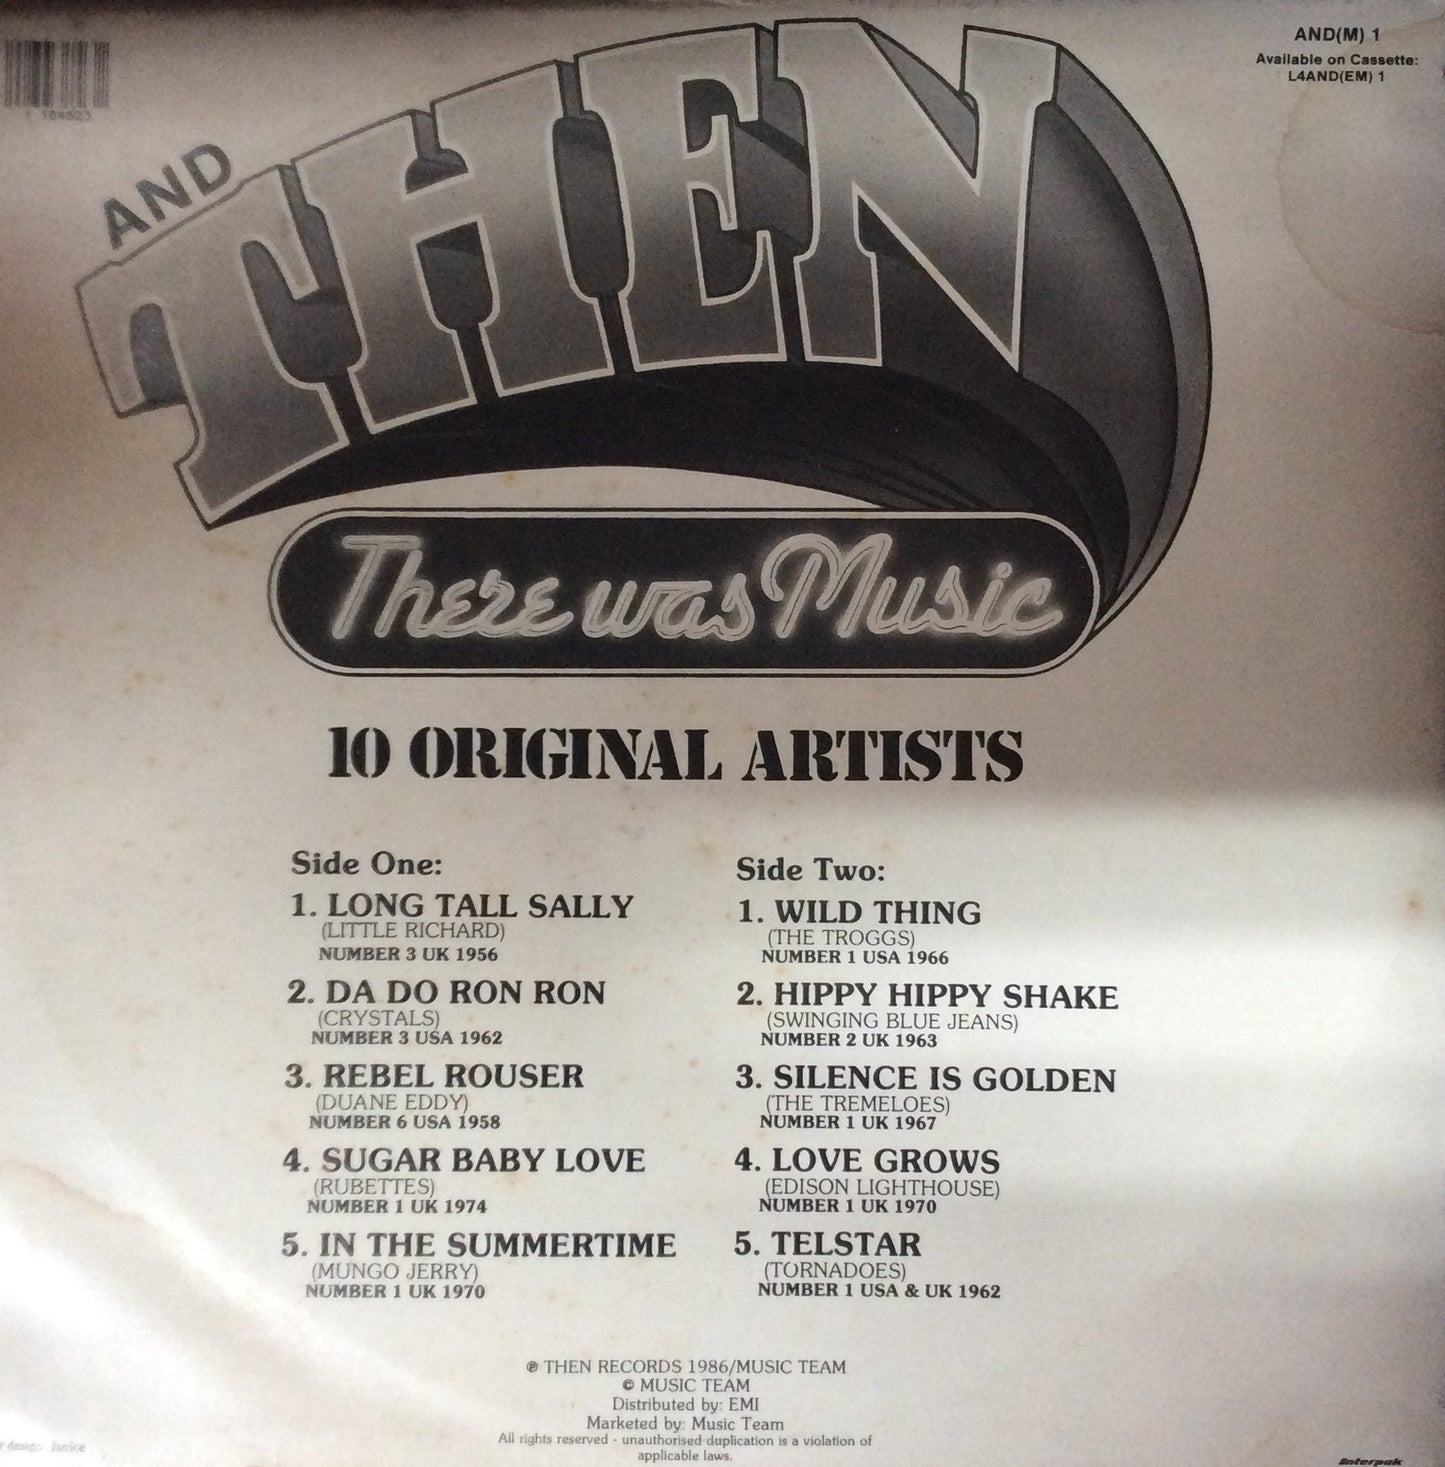 AND(M) 1
Available on Cassette:
L4AND(EM) 1
AND
THEN
There was Music
10 ORIGINAL ARTISTS
Side One:
1. LONG TALL SALLY
(LITTLE RICHARD)
NUMBER 3 UK 1956
2. DA DO RON RON
(CRYSTALS)
NUMBER 3 USA 1962
3. REBEL ROUSER
(DUANE EDDY)
NUMBER 6 USA 1958
4. SUGAR BABY LOVE
(RUBETTES)
NUMBER 1 UK 1974
5. IN THE SUMMERTIME
(MUNGO JERRY)
NUMBER 1 UK 1970
Side Two:
1. WILD THING
(THE TROGGS)
NUMBER 1 USA 1966
2. HIPPY HIPPY SHAKE
(SWINGING BLUE JEANS)
NUMBER 2 UK 1963
3. SILENCE IS GOLDEN
(THE TREMELOES)
NUMBER 1 UK 1967
4. LOVE GROWS
(EDISON LIGHTHOUSE)
NUMBER 1 UK 1970
5. TELSTAR
(TORNADOES)
NUMBER 1 USA & UK 1962
℗ THEN RECORDS 1986/MUSIC TEAM
© MUSIC TEAM
Distributed by: EMI
Marketed by: Music Team
All rights reserved - unauthorised duplication is a violation of
applicable laws.
design: Janice
Interpak